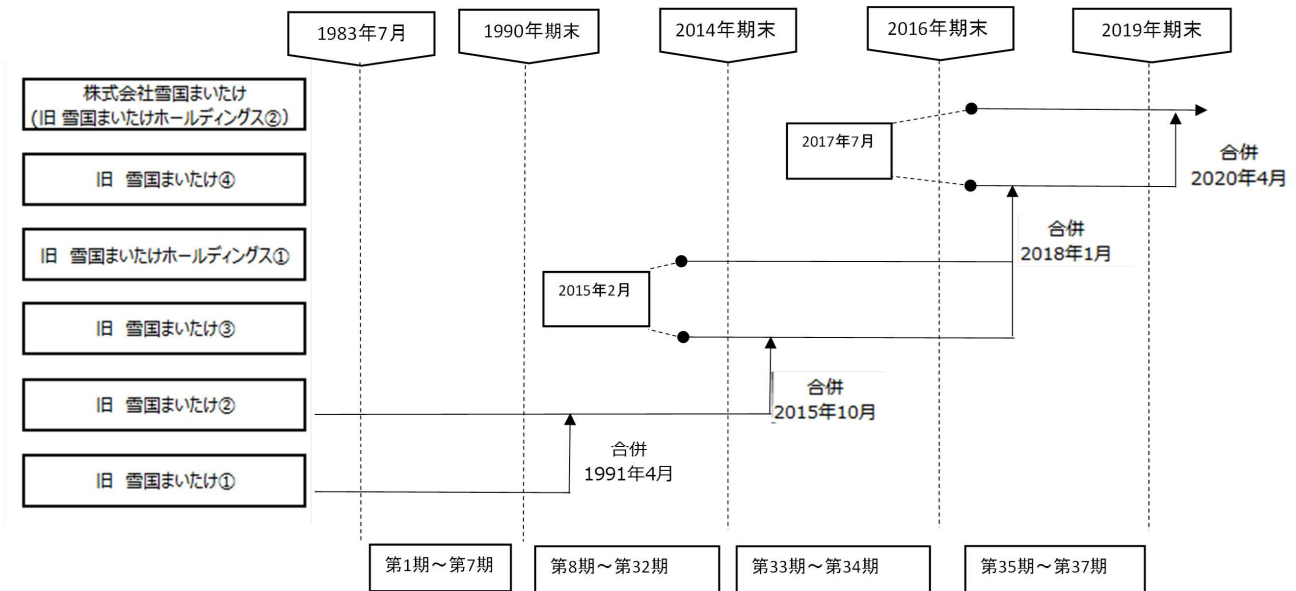 1983年7月
1990年期末
2014年期末
2016年期末
2019年期末
株式会社雪国まいたけ
(旧 雪国まいたけホールディングス②)
2017年7月
合併
2020年4月
旧 雪国まいたけ④
旧 雪国まいたけホールディングス①
合併
2018年1月
2015年2月
旧 雪国まいたけ③
旧 雪国まいたけ②
合併
2015年10月
合併
1991年4月
旧 雪国まいたけ①
第1期～第7期
第8期～第32期
第33期～第34期
第35期～第37期